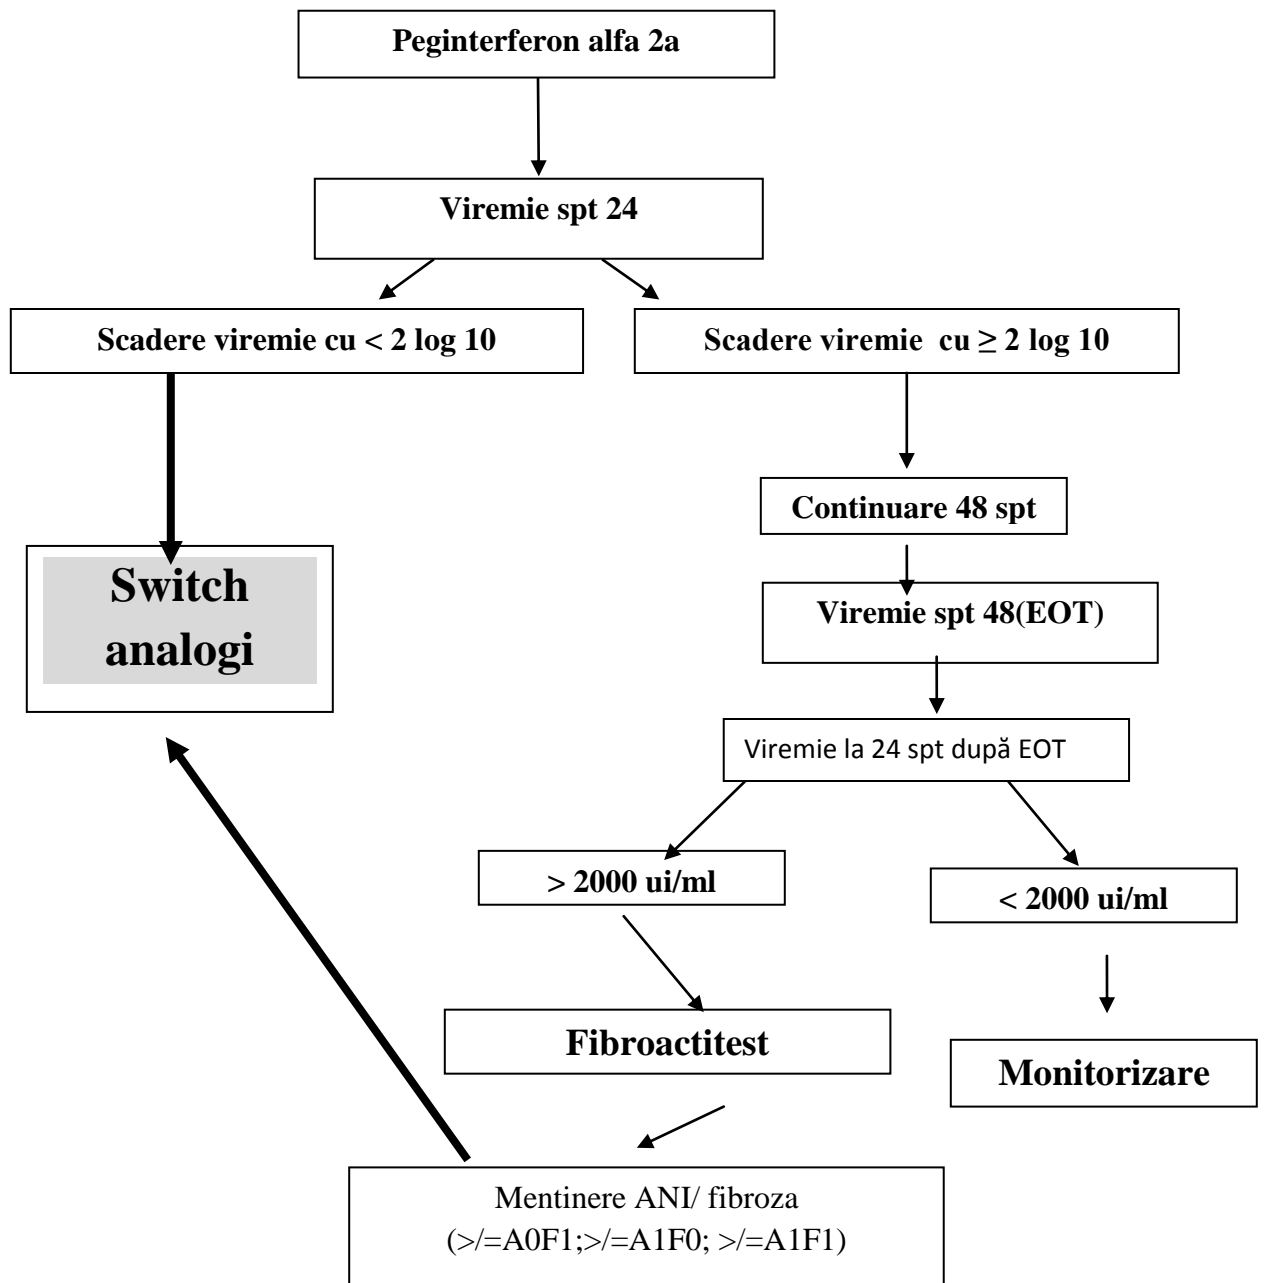 Peginterferon alfa 2a
Viremie spt 24
Scadere viremie cu < 2 log 10
Scadere viremie cu ≥ 2 log 10
Continuare 48 spt
Switch
analogi
Viremie spt 48(EOT)
Viremie la 24 spt după EOT
> 2000 ui/ml
< 2000 ui/ml
Fibroactitest
Monitorizare
Mentinere ANI/ fibroza
(>/=A0F1;>/=A1F0; >/=A1F1)